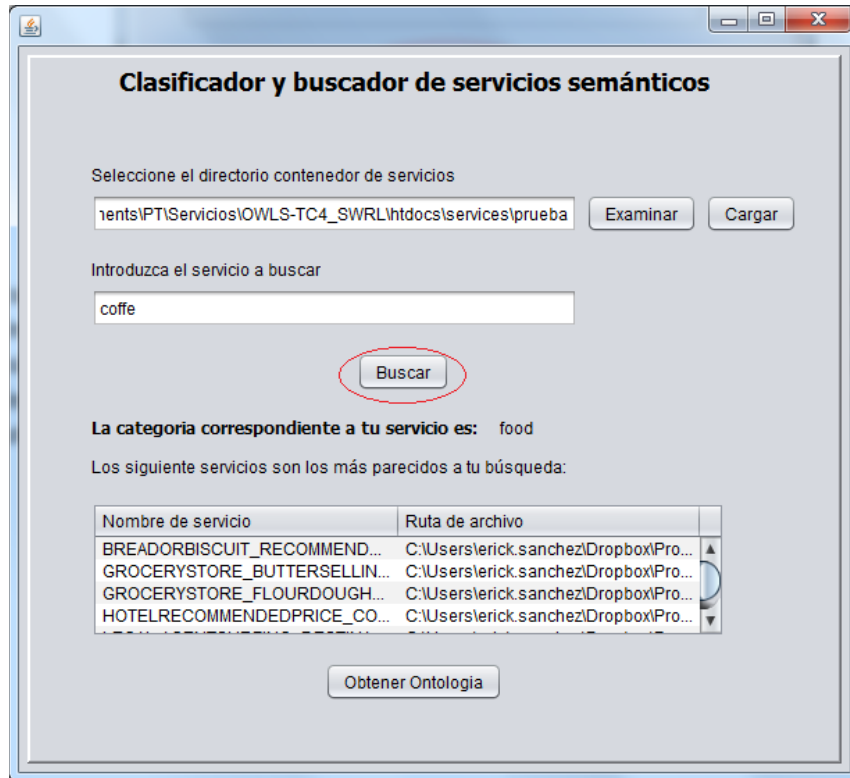 Clasificador y buscador de servicios semánticos
Seleccione el directorio contenedor de servicios
nents\PT\Servicios\OWLS-TC4_SWRL\htdocs\services\prueba Examinar Cargar
Introduzca el servicio a buscar
coffe
Buscar
La categoria correspondiente a tu servicio es: food
Los siguiente servicios son los más parecidos a tu búsqueda:
Nombre de servicio Ruta de archivo
BREADORBISCUIT_RECOMMEND... C:\Users\erick.sanchez\Dropbox\Pro...
GROCERYSTORE_BUTTERSELLIN... C:\Users\erick.sanchez\Dropbox\Pro...
GROCERYSTORE_FLOURDOUGH... C:\Users\erick.sanchez\Dropbox\Pro...
HOTELRECOMMENDEDPRICE_CO... C:\Users\erick.sanchez\Dropbox\Pro...
Obtener Ontologia